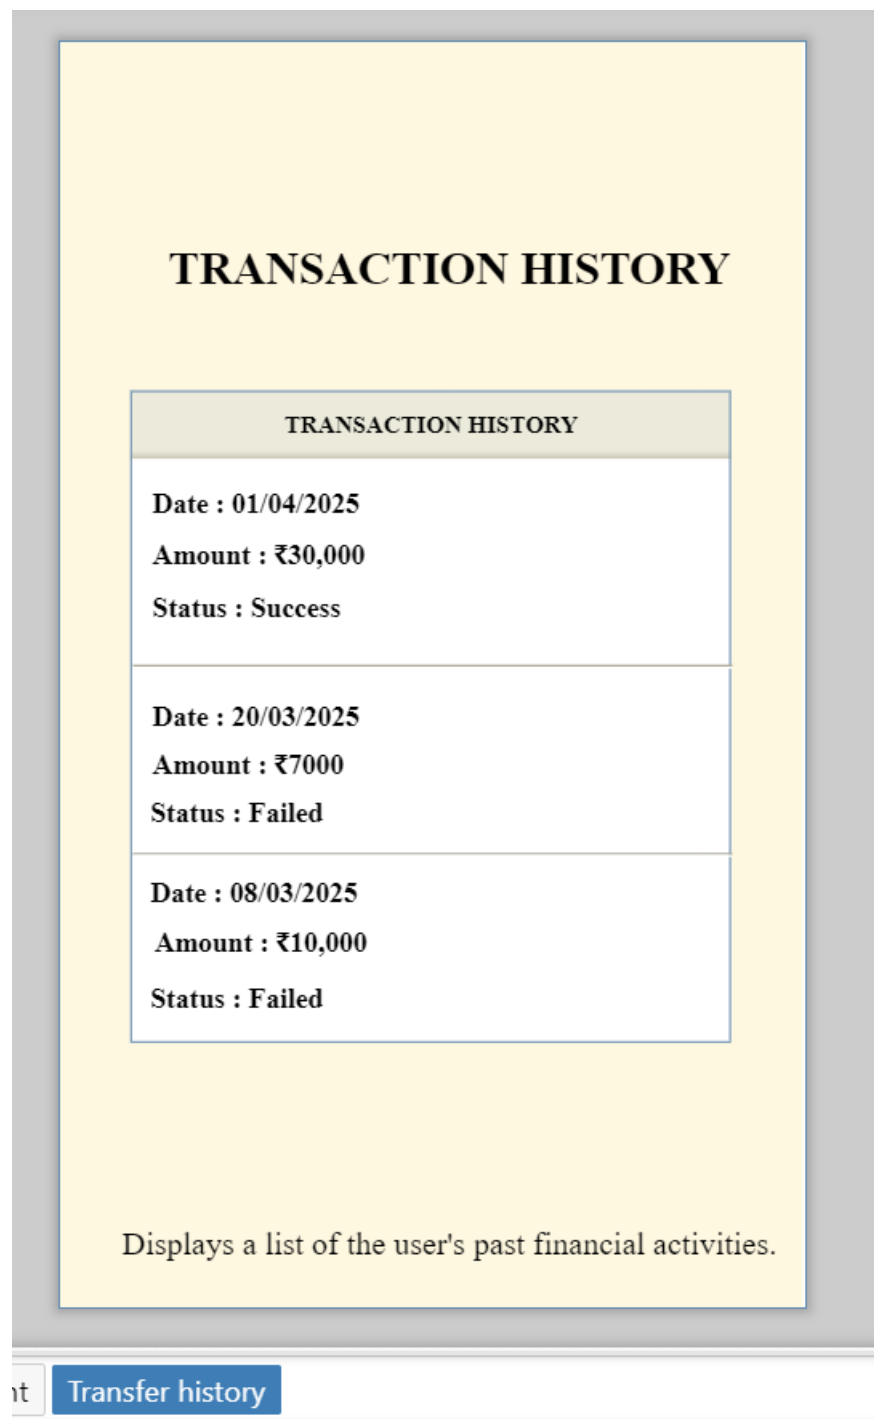 TRANSACTION HISTORY
TRANSACTION HISTORY
Date : 01/04/2025
Amount : ₹30,000
Status : Success
Date : 20/03/2025
Amount : ₹7000
Status : Failed
Date : 08/03/2025
Amount : ₹10,000
Status : Failed
Displays a list of the user's past financial activities.
Transfer history